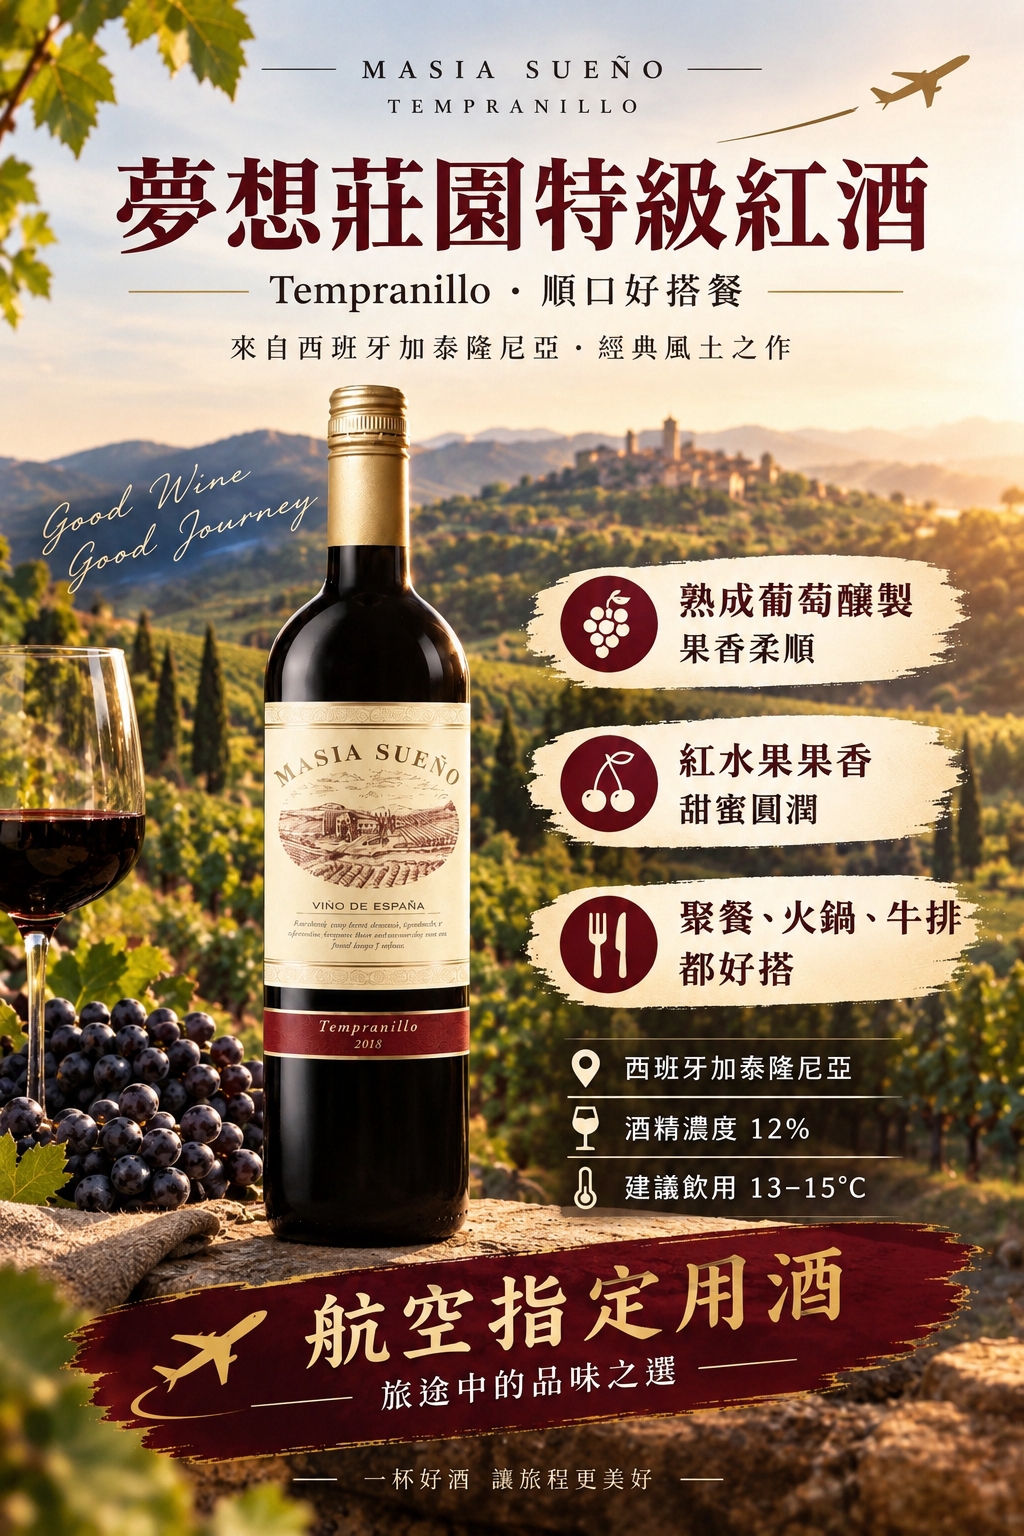 MASIA SUEÑO
TEMPRANILLO
夢想莊園特級紅酒
Tempranillo · 順口好搭餐
來自西班牙加泰隆尼亞 · 經典風土之作
Good Wine
Good Journey
熟成葡萄釀製
果香柔順
紅水果果香
甜蜜圓潤
聚餐、火鍋、牛排
都好搭
MASIA SUEÑO
VIÑO DE ESPAÑA
Tempranillo
2018
西班牙加泰隆尼亞
酒精濃度 12%
建議飲用 13–15°C
航空指定用酒
旅途中的品味之選
一杯好酒 讓旅程更美好